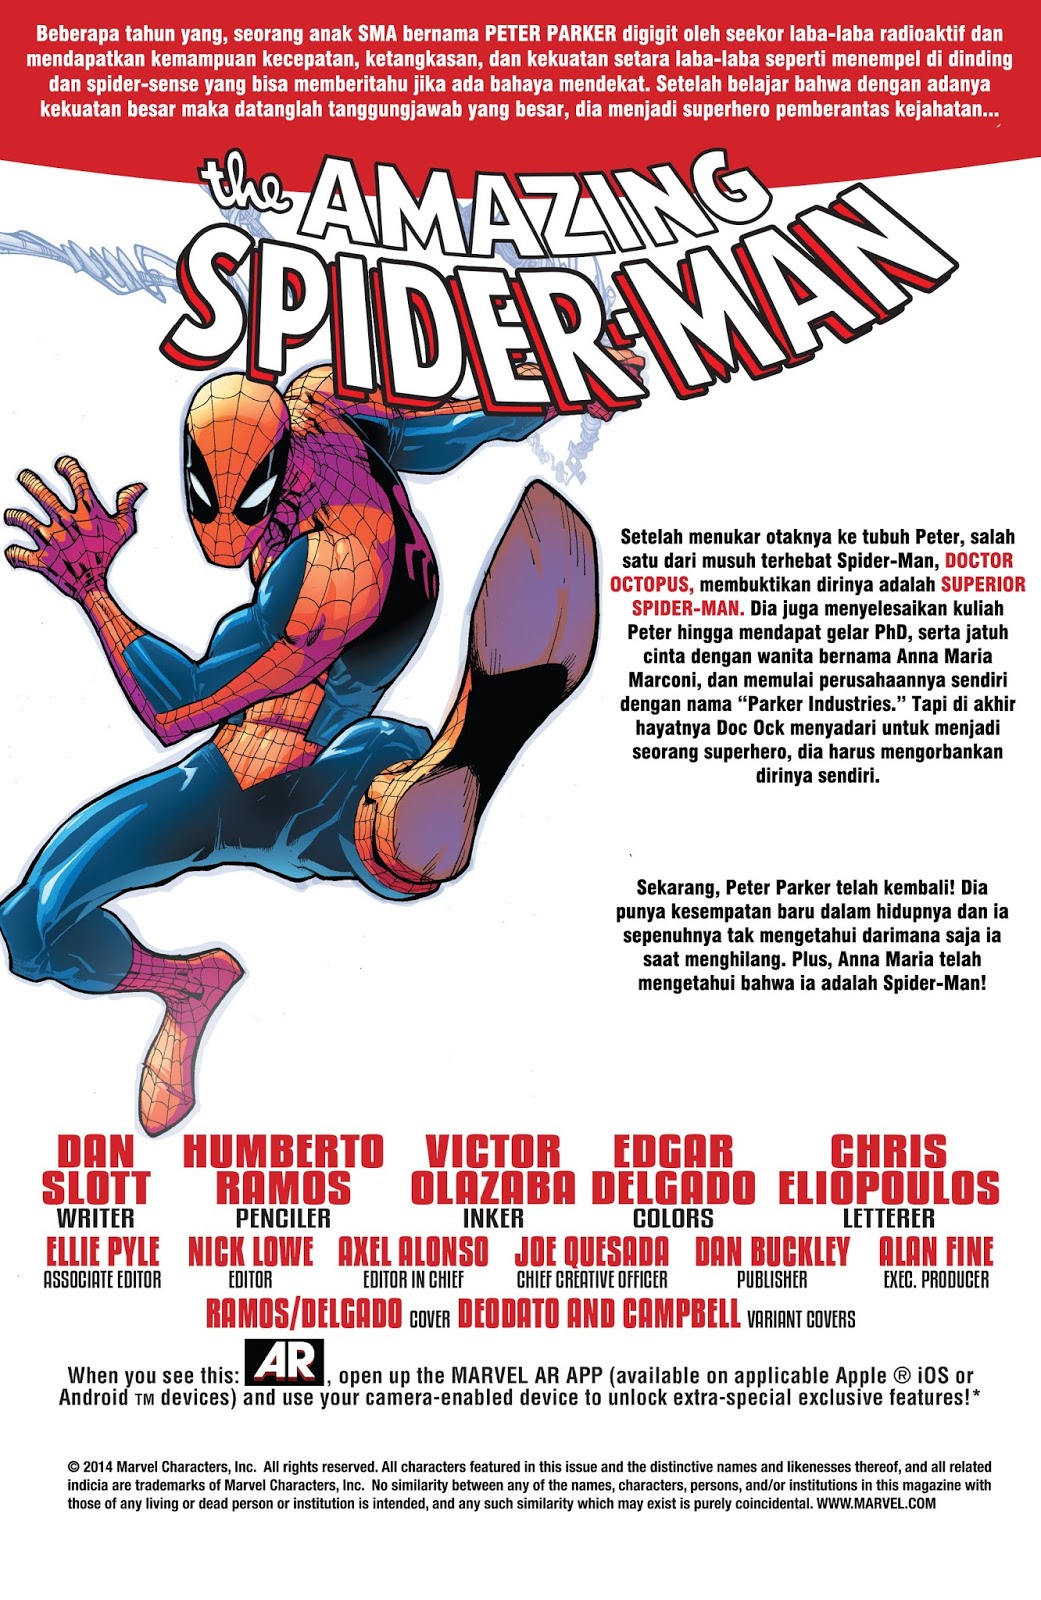 Beberapa tahun yang, seorang anak SMA bernama PETER PARKER digigit oleh seekor laba-laba radioaktif dan
mendapatkan kemampuan kecepatan, ketangkasan, dan kekuatan setara laba-laba seperti menempel di dinding
dan spider-sense yang bisa memberitahu jika ada bahaya mendekat. Setelah belajar bahwa dengan adanya
kekuatan besar maka datanglah tanggungjawab yang besar, dia menjadi superhero pemberantas kejahatan...
the AMAZING
SPIDER-MAN
Setelah menukar otaknya ke tubuh Peter, salah
satu dari musuh terhebat Spider-Man, DOCTOR
OCTOPUS, membuktikan dirinya adalah SUPERIOR
SPIDER-MAN. Dia juga menyelesaikan kuliah
Peter hingga mendapat gelar PhD, serta jatuh
cinta dengan wanita bernama Anna Maria
Marconi, dan memulai perusahaannya sendiri
dengan nama “Parker Industries.” Tapi di akhir
hayatnya Doc Ock menyadari untuk menjadi
seorang superhero, dia harus mengorbankan
dirinya sendiri.
Sekarang, Peter Parker telah kembali! Dia
punya kesempatan baru dalam hidupnya dan ia
sepenuhnya tak mengetahui darimana saja ia
saat menghilang. Plus, Anna Maria telah
mengetahui bahwa ia adalah Spider-Man!
DAN HUMBERTO VICTOR EDGAR CHRIS
SLOTT RAMOS OLAZABA DELGADO ELIOPOULOS
WRITER PENCILER INKER COLORS LETTERER
ELLIE PYLE NICK LOWE AXEL ALONSO JOE QUESADA DAN BUCKLEY ALAN FINE
ASSOCIATE EDITOR EDITOR EDITOR IN CHIEF CHIEF CREATIVE OFFICER PUBLISHER EXEC. PRODUCER
RAMOS/DELGADO COVER DEODATO AND CAMPBELL VARIANT COVERS
When you see this: AR, open up the MARVEL AR APP (available on applicable Apple ® iOS or
Android TM devices) and use your camera-enabled device to unlock extra-special exclusive features!*
© 2014 Marvel Characters, Inc. All rights reserved. All characters featured in this issue and the distinctive names and likenesses thereof, and all related
indicia are trademarks of Marvel Characters, Inc. No similarity between any of the names, characters, persons, and/or institutions in this magazine with
those of any living or dead person or institution is intended, and any such similarity which may exist is purely coincidental. WWW.MARVEL.COM